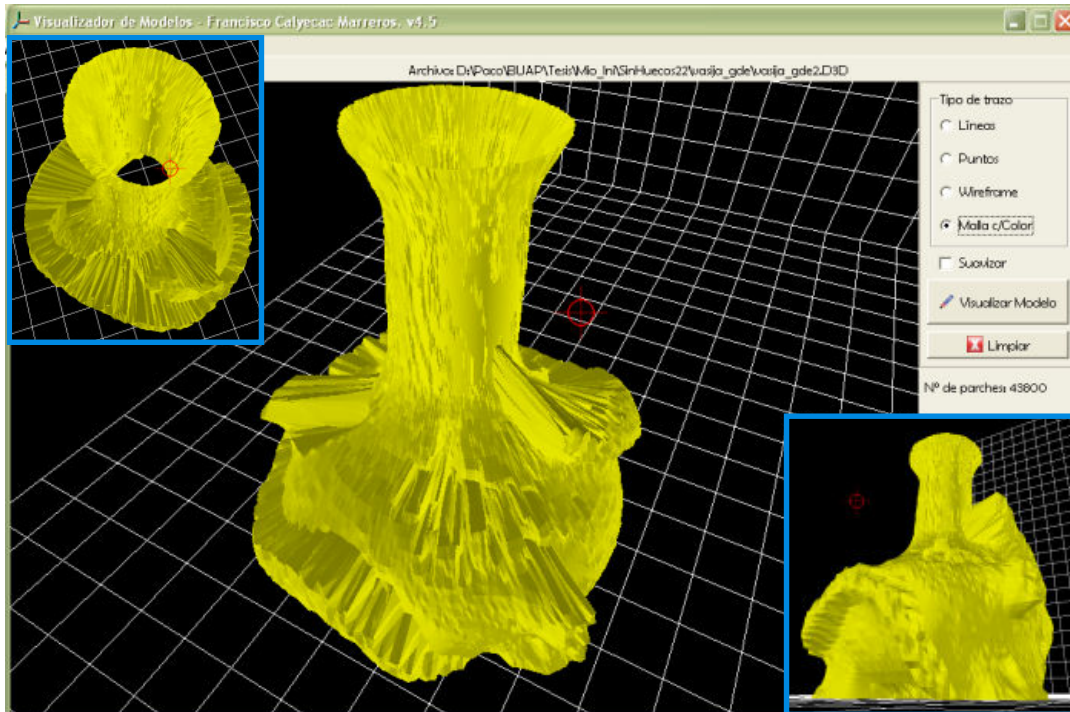 Visualizador de Modelos - Francisco Calyecac Marreros. v4.5
Archivo: D:\Paco\BUAP\Tesis\Mio_Ini\SinHuecos22\vasija_gde\vasija_gde2.D3D
Tipo de trazo
Líneas
Puntos
Wireframe
Malla c/Color
Suavizar
Visualizar Modelo
Limpiar
Nº de parches: 43800